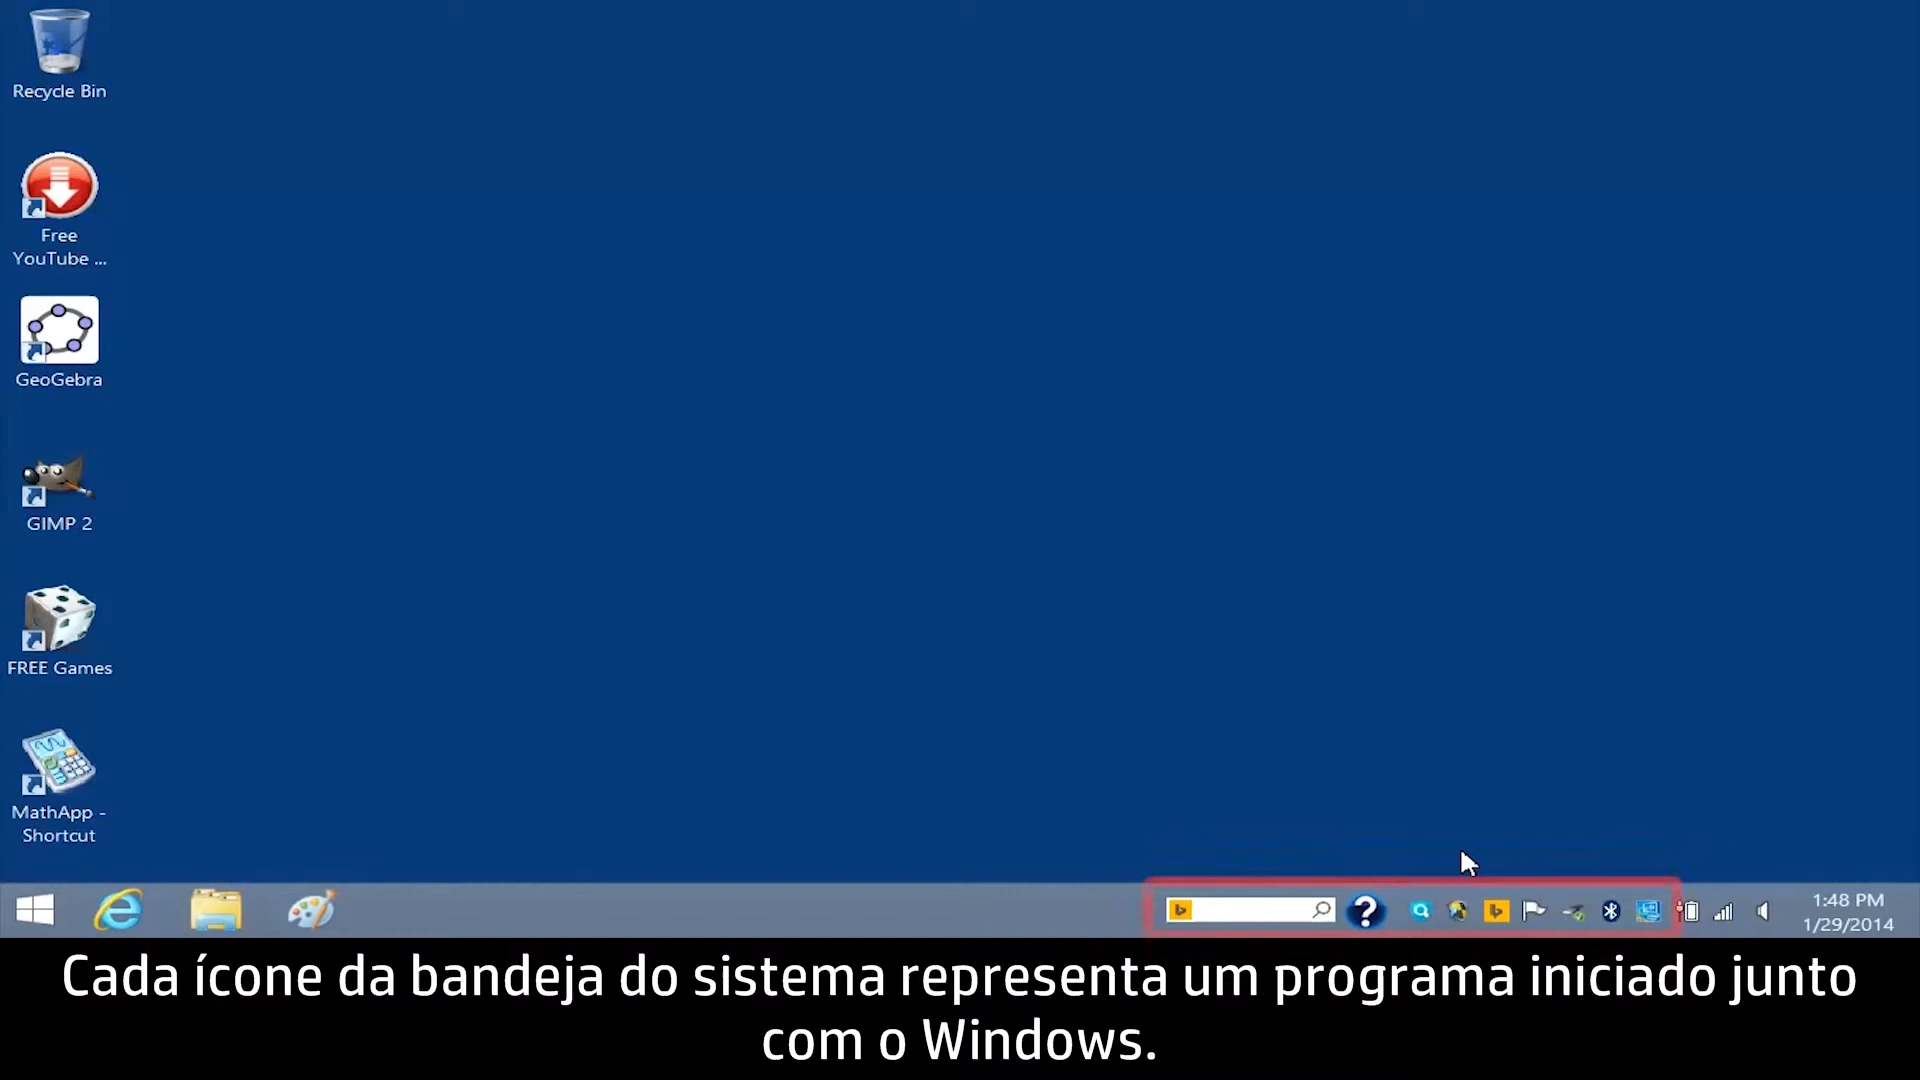 Recycle Bin
Free
YouTube ...
GeoGebra
GIMP 2
FREE Games
MathApp -
Shortcut
1:48 PM
1/29/2014
Cada ícone da bandeja do sistema representa um programa iniciado junto
com o Windows.